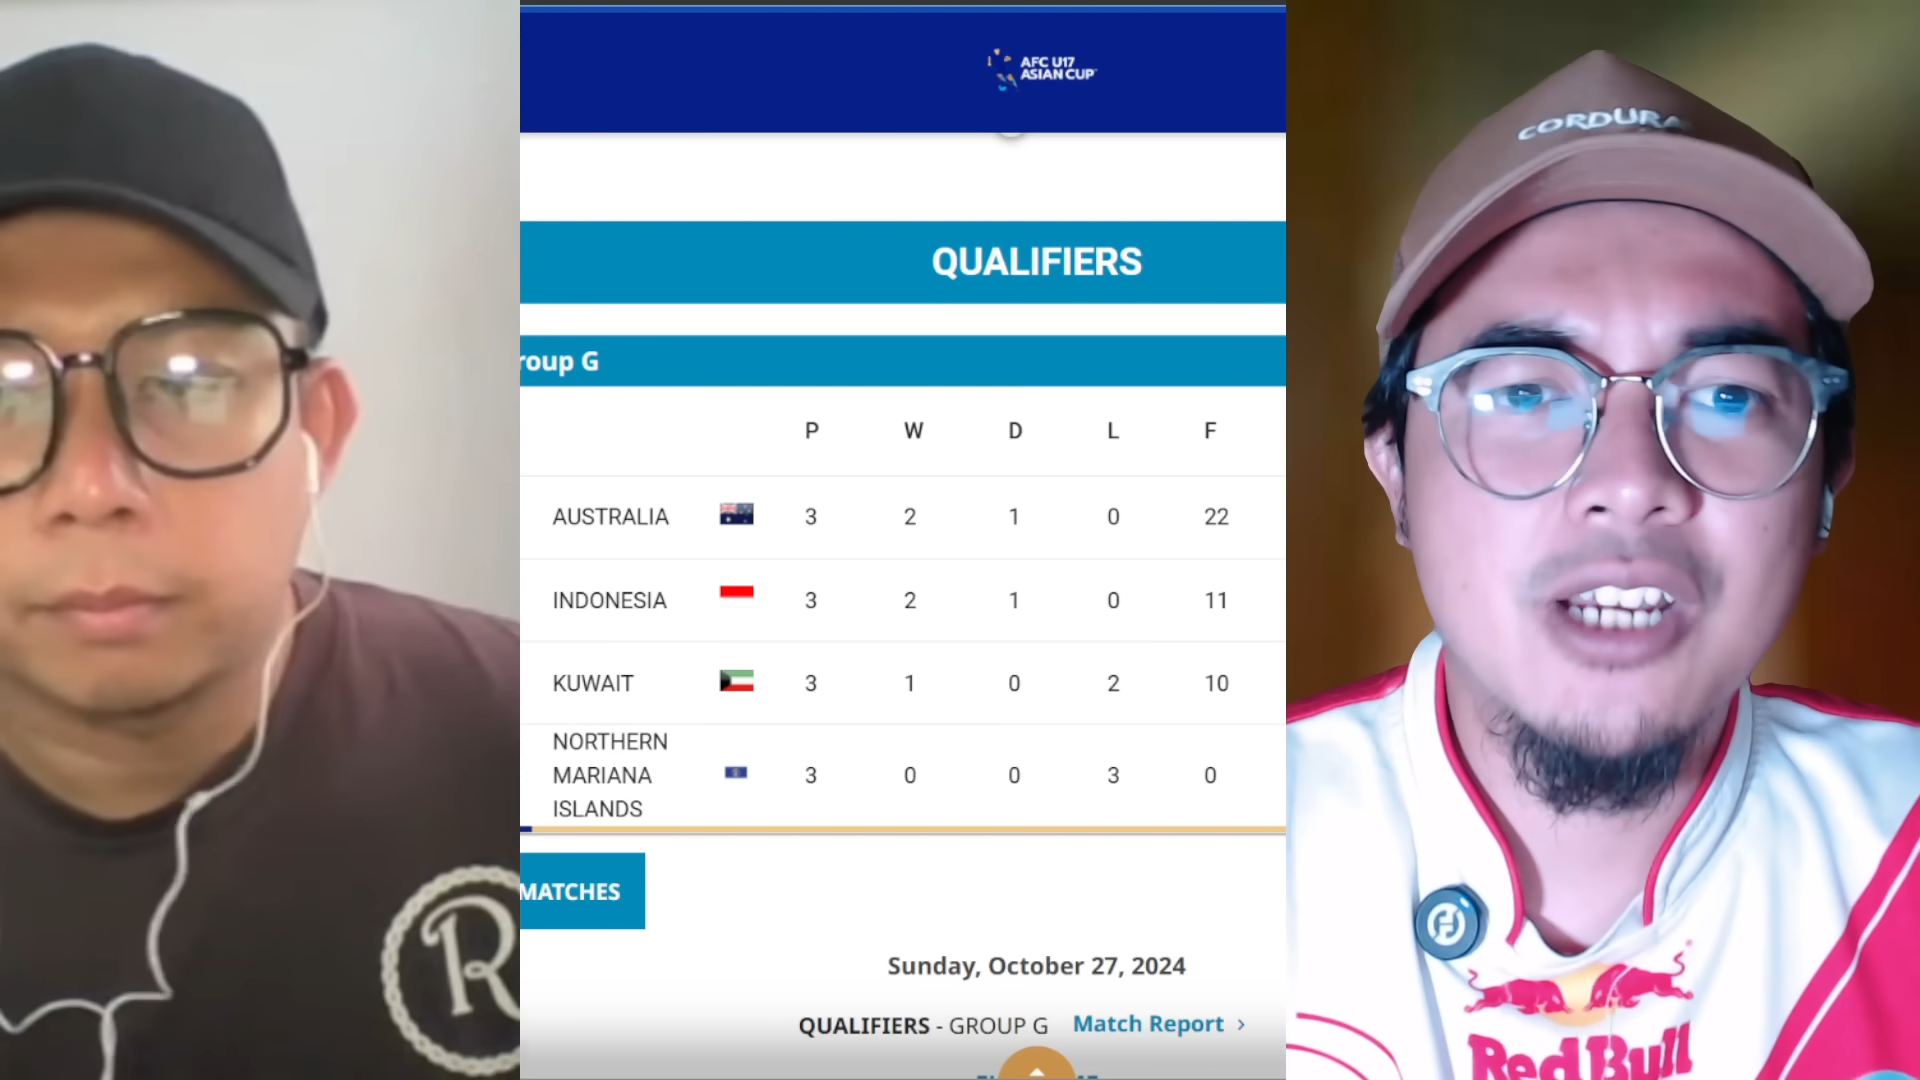 AFC U17
ASIAN CUP
QUALIFIERS
roup G
P W D L F
AUSTRALIA 3 2 1 0 22
INDONESIA 3 2 1 0 11
KUWAIT 3 1 0 2 10
NORTHERN
MARIANA
ISLANDS
3 0 0 3 0
MATCHES
Sunday, October 27, 2024
QUALIFIERS - GROUP G Match Report
CORDURA
R
Red Bull